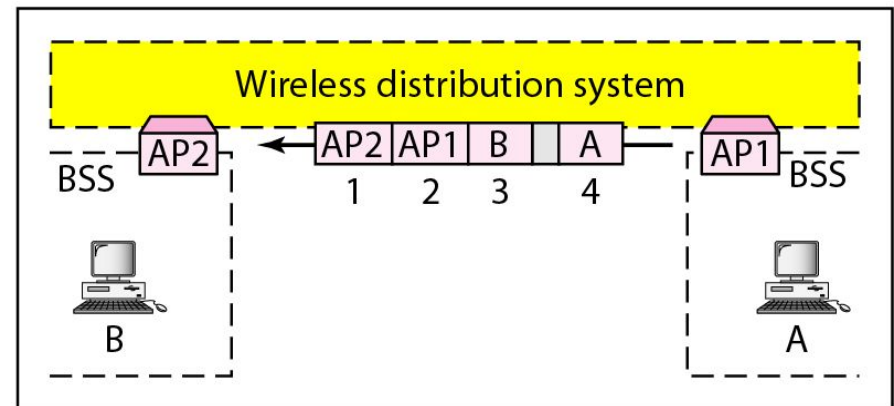 Wireless distribution system
AP2 AP2 AP1 B A AP1
BSS 1 2 3 4 BSS
B A